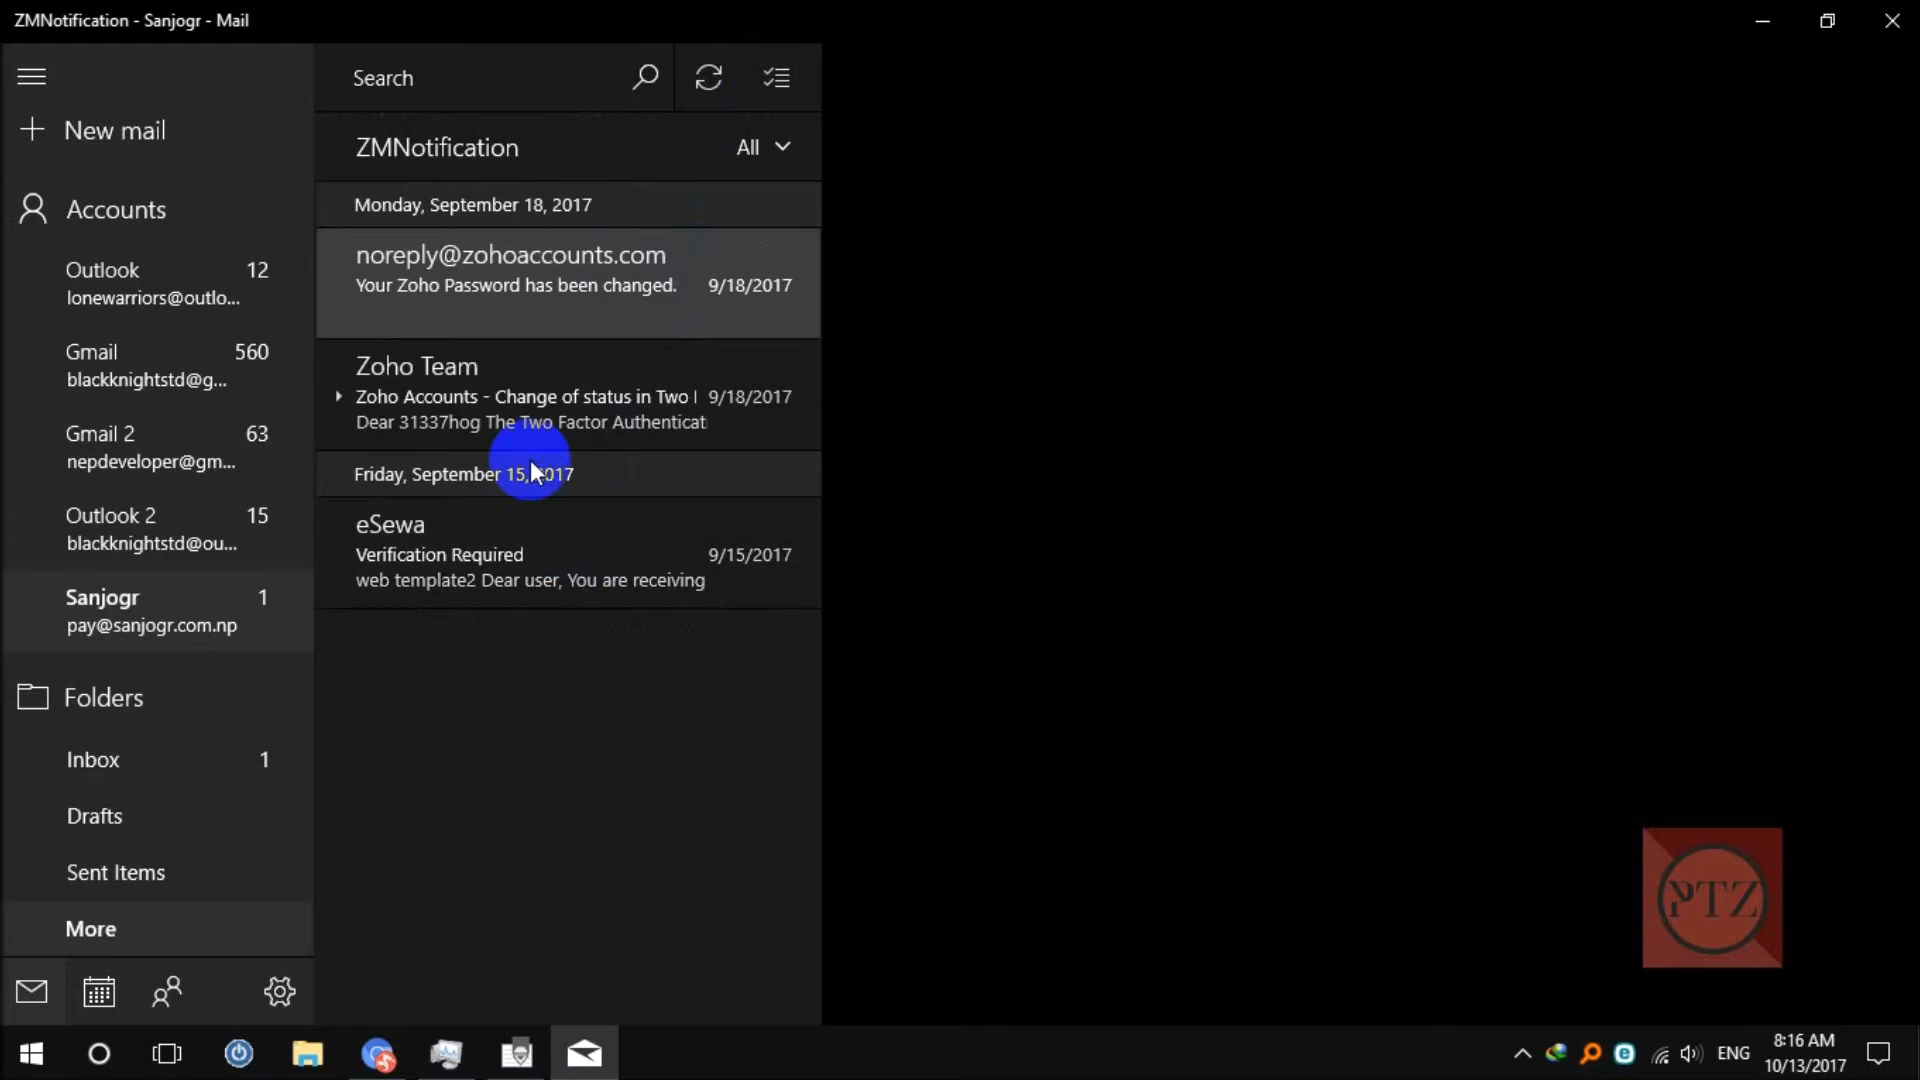 ZMNotification - Sanjogr - Mail
Search
New mail
ZMNotification
All
Monday, September 18, 2017
Accounts
noreply@zohoaccounts.com
Your Zoho Password has been changed.
9/18/2017
Outlook
12
lonewarriors@outlo...
Gmail
560
blackknightstd@g...
Zoho Team
Zoho Accounts - Change of status in Two
9/18/2017
Dear 31337hog The Two Factor Authenticat
Gmail 2
63
nepdeveloper@gm...
Friday, September 15, 2017
Outlook 2
15
blackknightstd@ou...
eSewa
Verification Required
9/15/2017
web template2 Dear user, You are receiving
Sanjogr
1
pay@sanjogr.com.np
Folders
Inbox
1
Drafts
Sent Items
More
PTZ
ENG
8:16 AM
10/13/2017